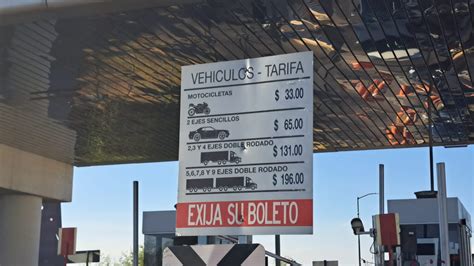 VEHICULOS - TARIFA
MOTOCICLETAS
$ 33.00
2 EJES SENCILLOS
$ 65.00
2,3 Y 4 EJES DOBLE RODADO
$ 131.00
5,6,7,8 Y 9 EJES DOBLE RODADO
$ 196.00
EXIJA SU BOLETO